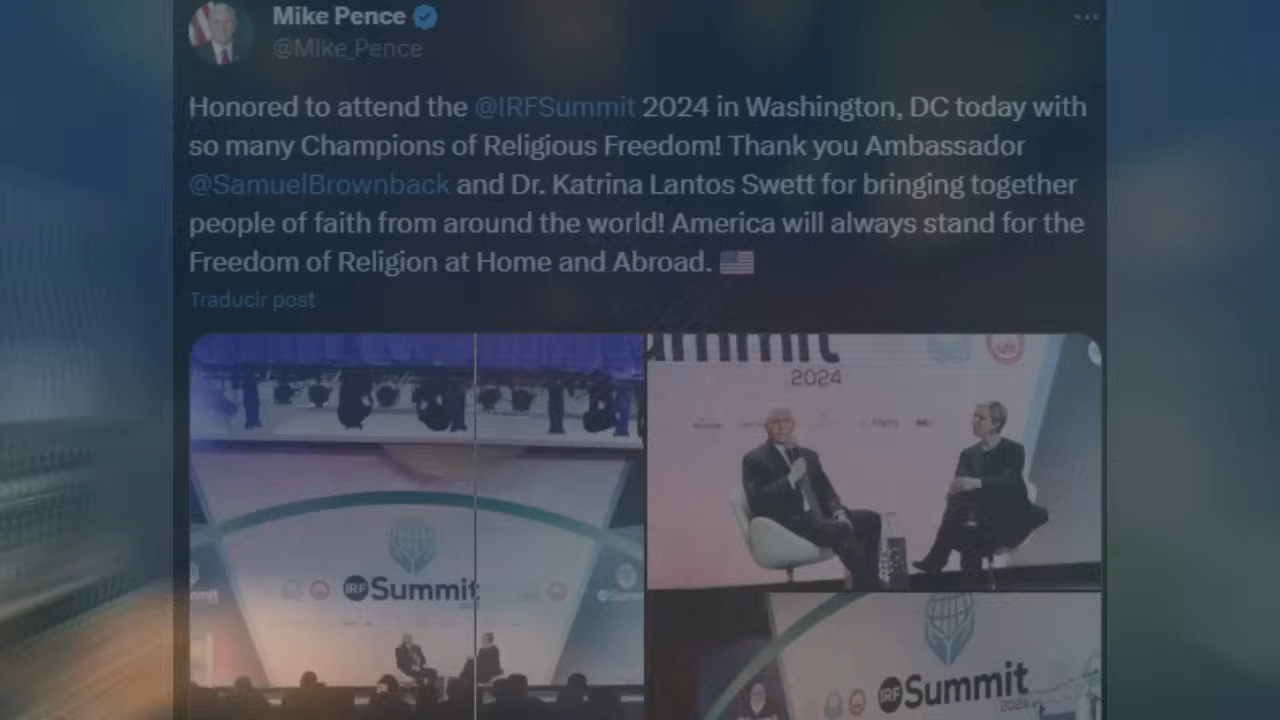 Mike Pence
@Mike_Pence
Honored to attend the @IRFSummit 2024 in Washington, DC today with
so many Champions of Religious Freedom! Thank you Ambassador
@SamuelBrownback and Dr. Katrina Lantos Swett for bringing together
people of faith from around the world! America will always stand for the
Freedom of Religion at Home and Abroad.
Traducir post
ummit
2024
IRF Summit
IRF Summit
2024